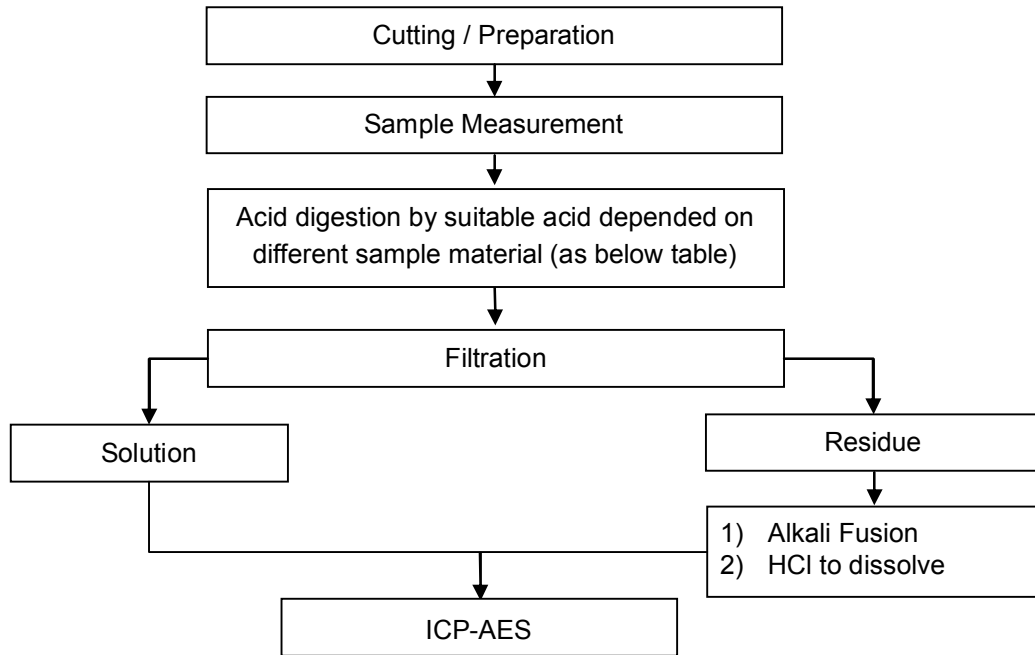 Cutting / Preparation
Sample Measurement
Acid digestion by suitable acid depended on
different sample material (as below table)
Filtration
Solution
Residue
1) Alkali Fusion
2) HCl to dissolve
ICP-AES